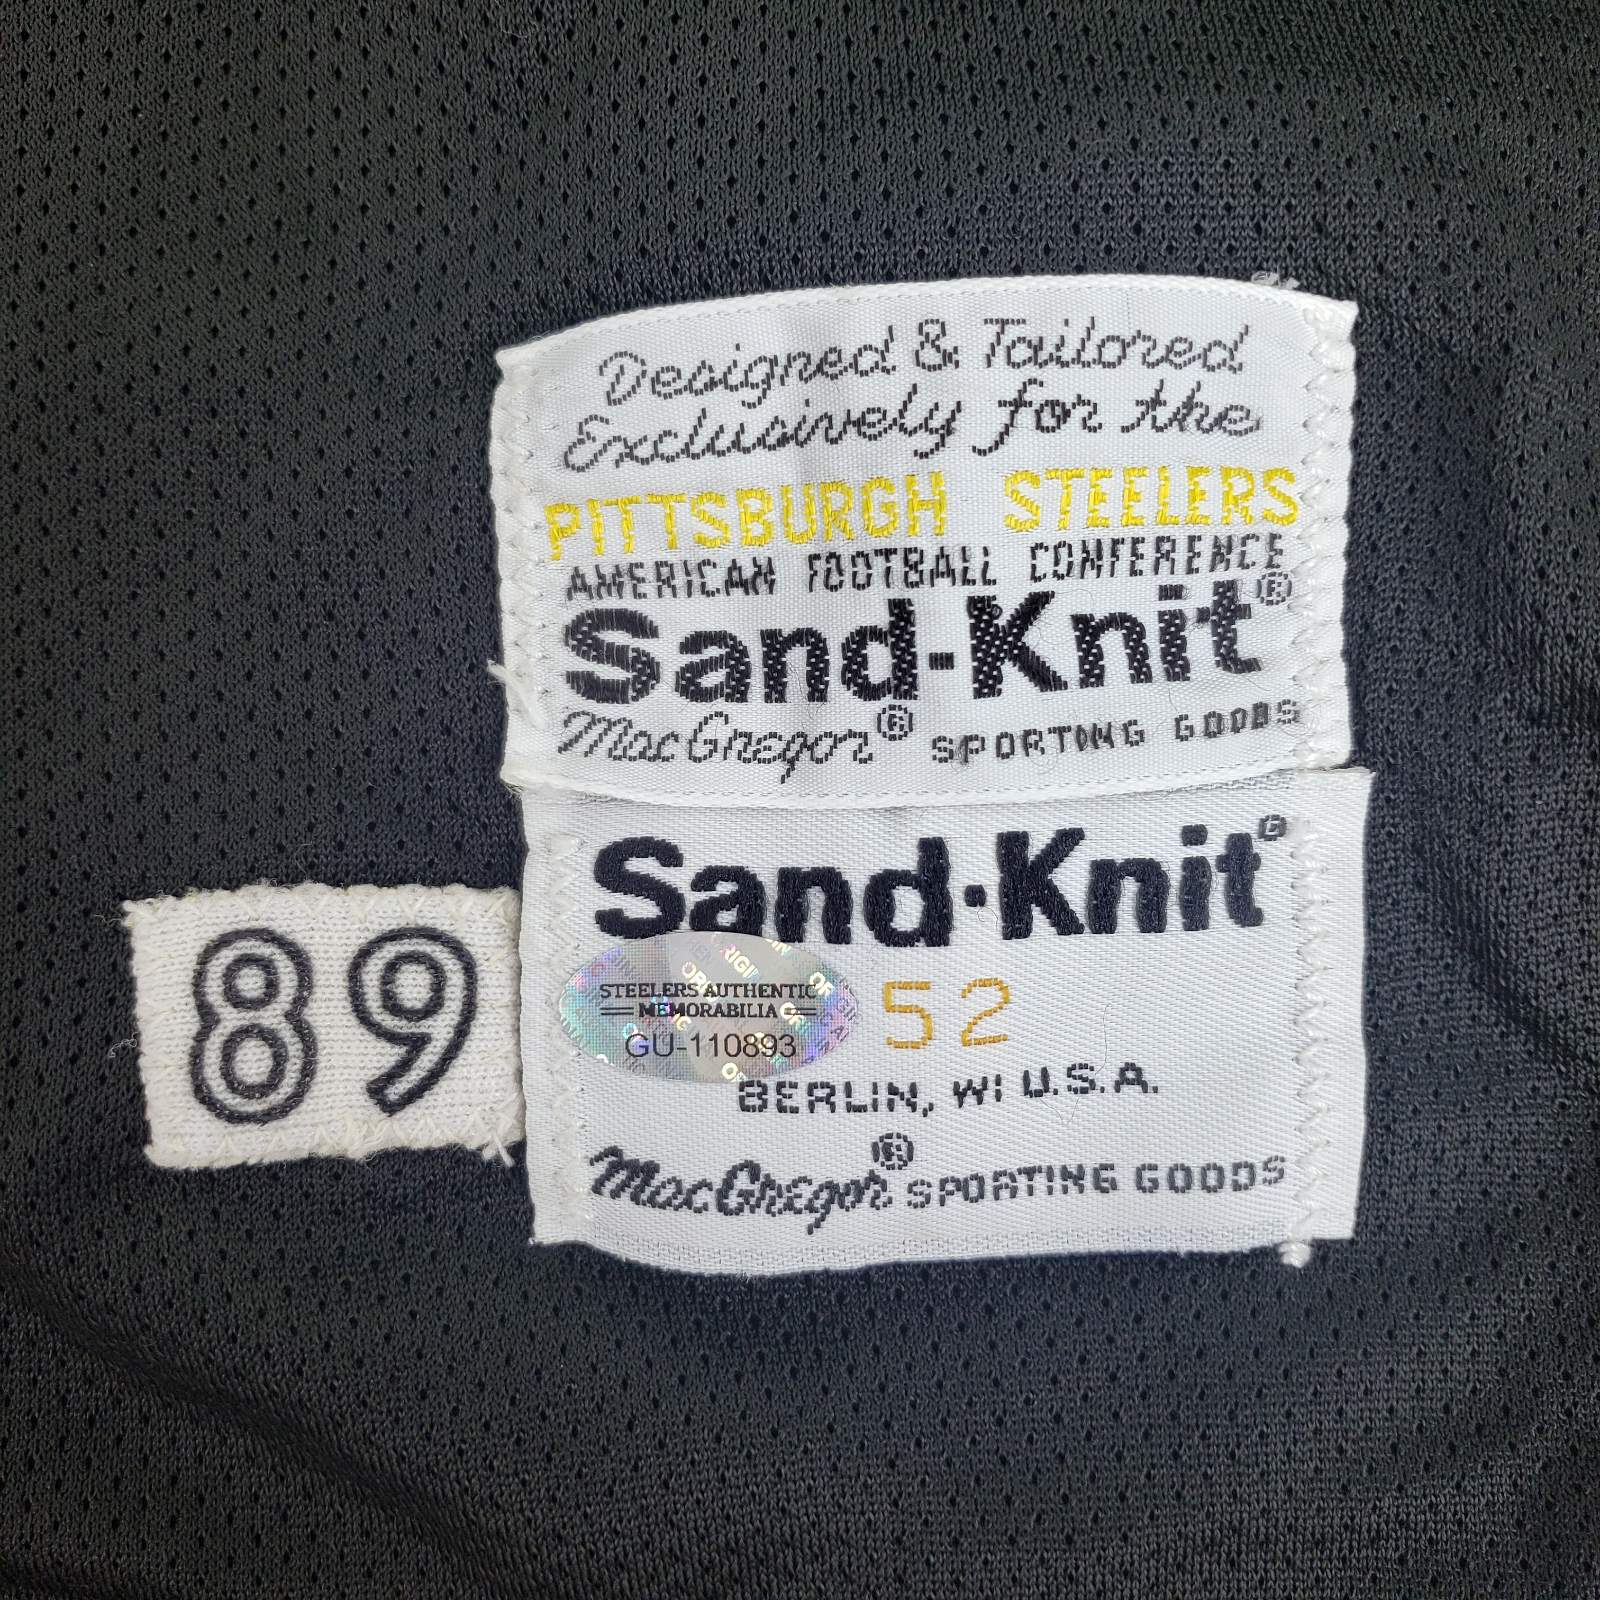 Designed & Tailored
Exclusively for the
PITTSBURGH STEELERS
AMERICAN FOOTBALL CONFERENCE
Sand-Knit®
MacGregor® SPORTING GOODS
89
Sand·Knit®
STEELERS AUTHENTIC
MEMORABILIA
GU-110893
52
BERLIN, WI U.S.A.
MacGregor® SPORTING GOODS